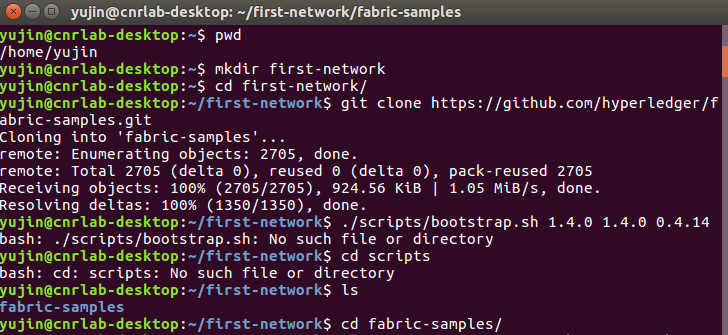 yujin@cnrlab-desktop: ~/first-network/fabric-samples
yujin@cnrlab-desktop:~$ pwd
/home/yujin
yujin@cnrlab-desktop:~$ mkdir first-network
yujin@cnrlab-desktop:~$ cd first-network/
yujin@cnrlab-desktop:~/first-network$ git clone https://github.com/hyperledger/f
abric-samples.git
Cloning into 'fabric-samples'...
remote: Enumerating objects: 2705, done.
remote: Total 2705 (delta 0), reused 0 (delta 0), pack-reused 2705
Receiving objects: 100% (2705/2705), 924.56 KiB | 1.05 MiB/s, done.
Resolving deltas: 100% (1350/1350), done.
yujin@cnrlab-desktop:~/first-network$ ./scripts/bootstrap.sh 1.4.0 1.4.0 0.4.14
bash: ./scripts/bootstrap.sh: No such file or directory
yujin@cnrlab-desktop:~/first-network$ cd scripts
bash: cd: scripts: No such file or directory
yujin@cnrlab-desktop:~/first-network$ ls
fabric-samples
yujin@cnrlab-desktop:~/first-network$ cd fabric-samples/